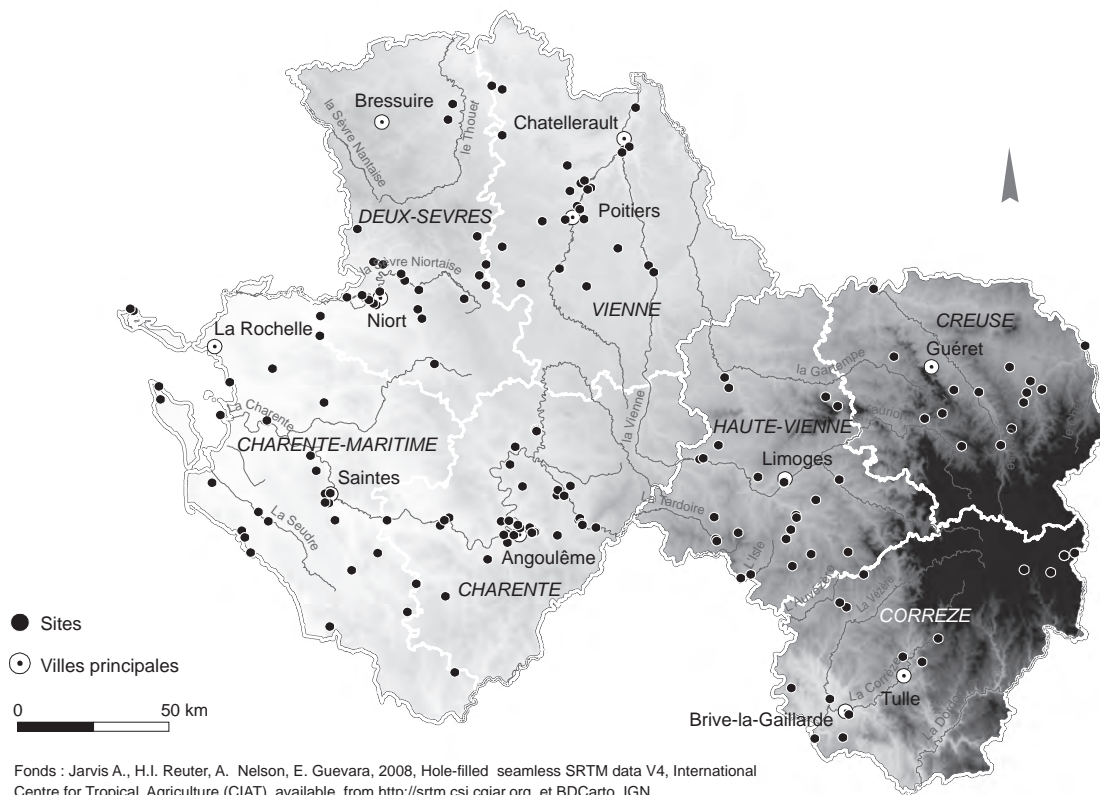 Bressuire
la Sèvre Nantaise
le Thouet
Chatellerault
DEUX-SEVRES
Poitiers
la Sèvre Niortaise
Niort
VIENNE
La Rochelle
CREUSE
Guéret
la Gartempe
La Charente
la Vienne
HAUTE-VIENNE
CHARENTE-MARITIME
Limoges
Saintes
La Tardoire
La Seudre
Angoulême
L'Isle
CHARENTE
La Vezère
CORREZE
Sites
Villes principales
La Corrèze
Tulle
Brive-la-Gaillarde
0 50 km
Fonds : Jarvis A., H.I. Reuter, A. Nelson, E. Guevara, 2008, Hole-filled seamless SRTM data V4, International
Centre for Tropical Agriculture (CIAT), available from http://srtm.csi.cgiar.org, et BDCarto, IGN